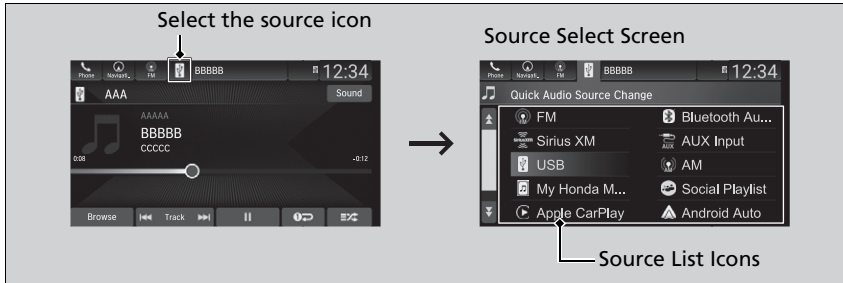 Select the source icon
Phone Navigati.. FM BBBBB 12:34
AAA Sound
AAAAA
BBBBB
CCCCC
0:08 -0:12
Browse Track
Source Select Screen
Phone Navigati.. FM BBBBB 12:34
Quick Audio Source Change
FM Bluetooth Au...
Sirius XM AUX Input
USB AM
My Honda M... Social Playlist
Apple CarPlay Android Auto
Source List Icons